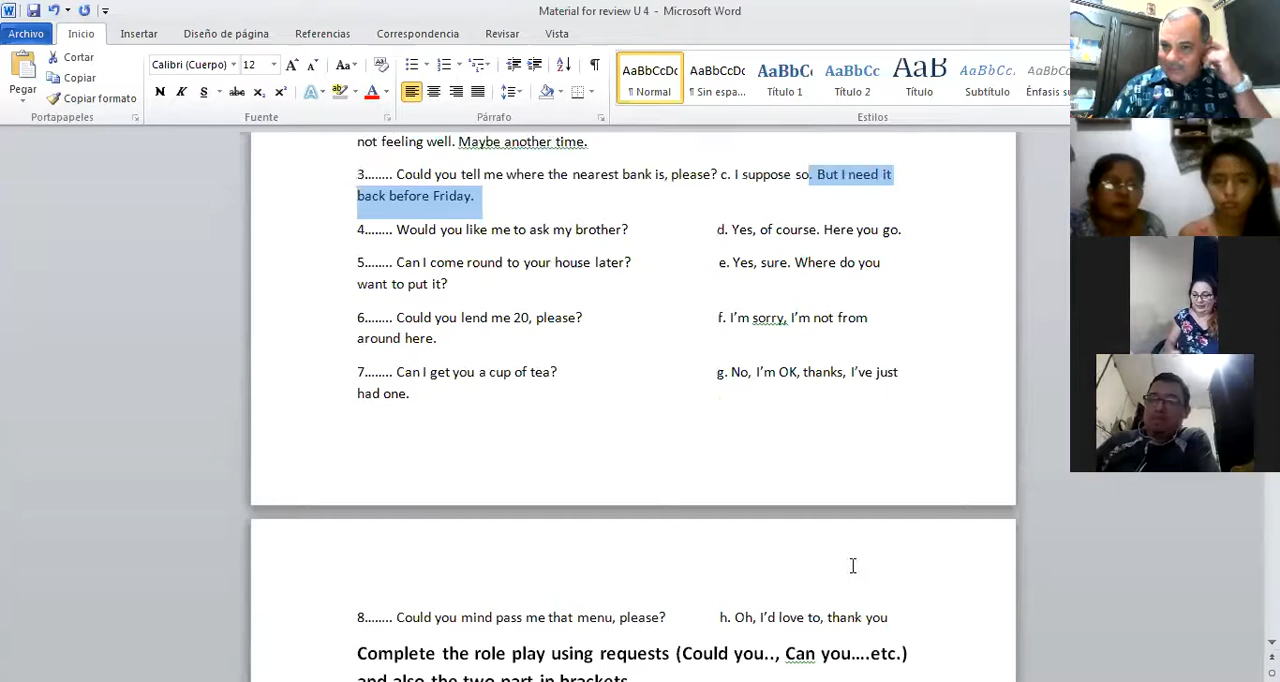 Material for review U 4 - Microsoft Word
Archivo Inicio Insertar Diseño de página Referencias Correspondencia Revisar Vista
Cortar
Copiar
Copiar formato
Pegar
Portapapeles
Calibri (Cuerpo) 12
Fuente
Párrafo
AaBbCcDc AaBbCcDc AaBbC AaBbCc AaB AaBbCc. AaBbCc
¶ Normal ¶ Sin espa... Título 1 Título 2 Título Subtítulo Énfasis su
Estilos
not feeling well. Maybe another time.
3........ Could you tell me where the nearest bank is, please? c. I suppose so. But I need it
back before Friday.
4........ Would you like me to ask my brother? d. Yes, of course. Here you go.
5........ Can I come round to your house later? e. Yes, sure. Where do you
want to put it?
6........ Could you lend me 20, please? f. I'm sorry, I'm not from
around here.
7........ Can I get you a cup of tea? g. No, I'm OK, thanks, I've just
had one.
8........ Could you mind pass me that menu, please? h. Oh, I'd love to, thank you
Complete the role play using requests (Could you.., Can you....etc.)
and also the two part in brackets